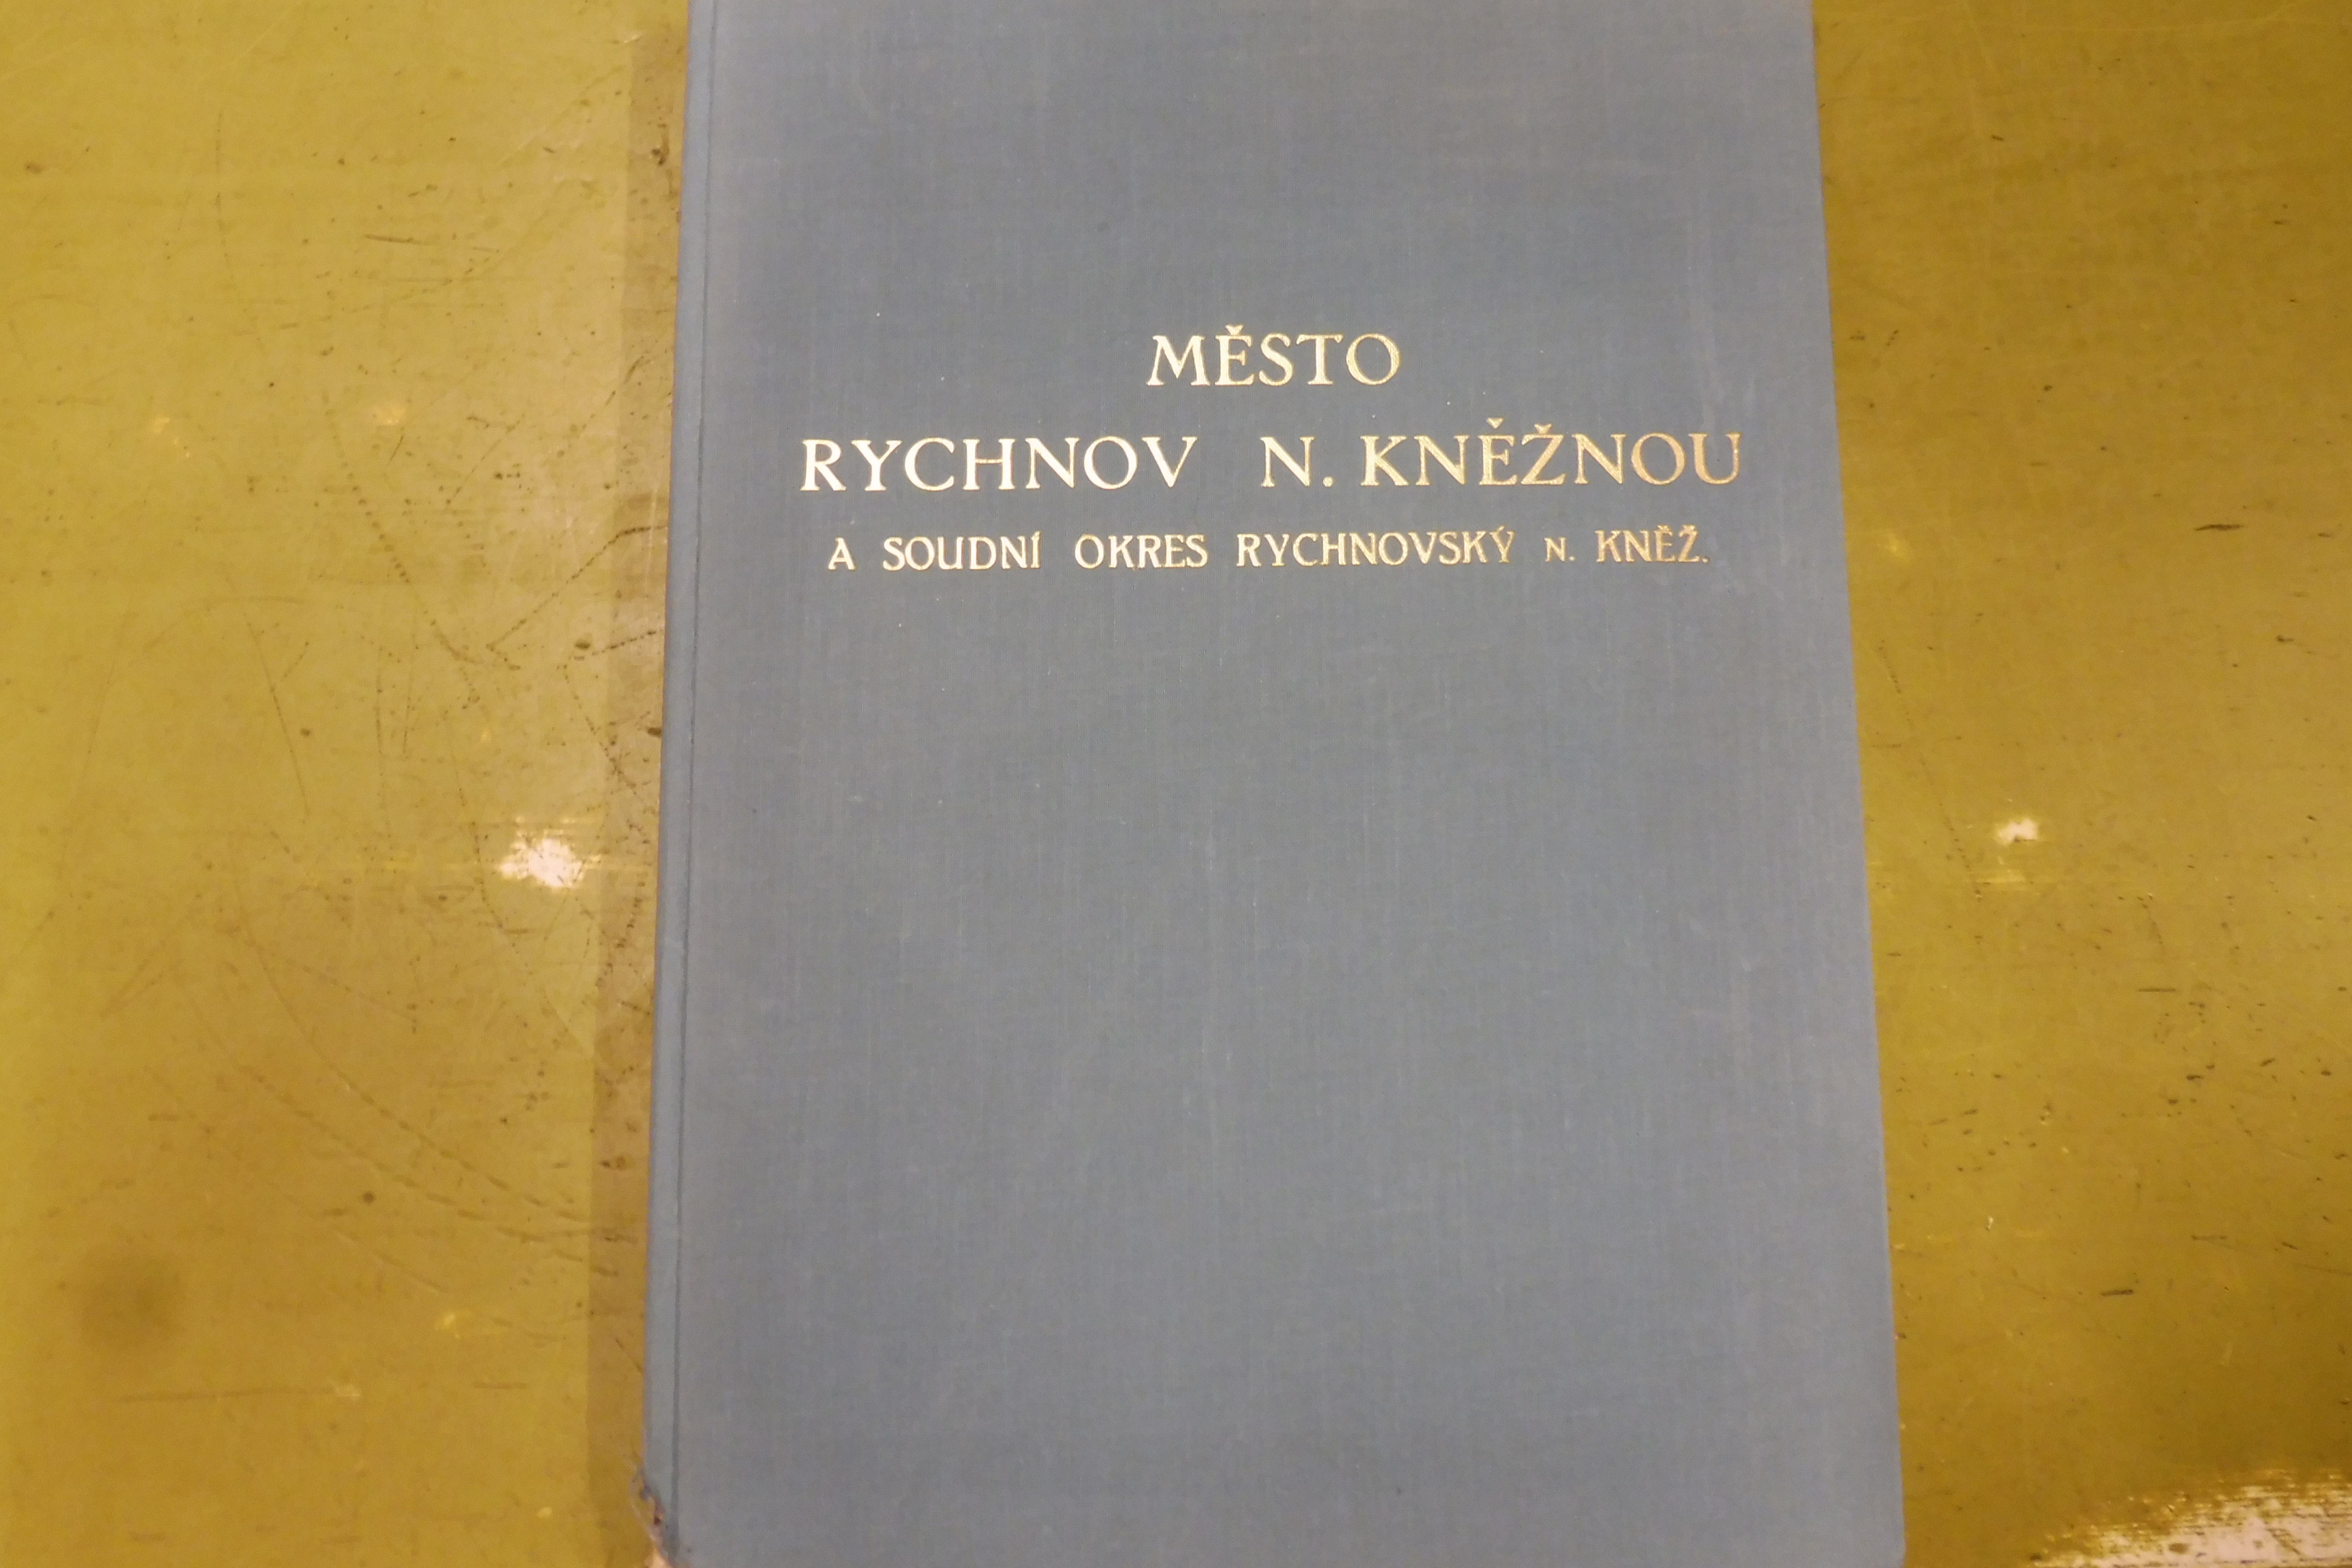 MĚSTO
RYCHNOV N. KNĚŽNOU
A SOUDNÍ OKRES RYCHNOVSKÝ N. KNĚŽ.